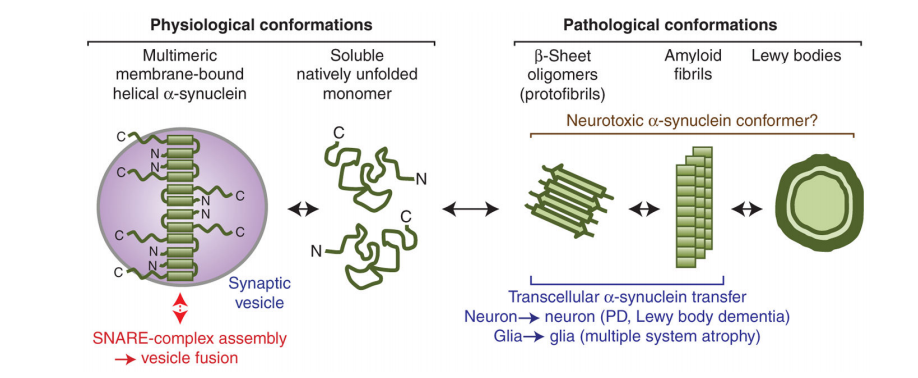 Physiological conformations
Pathological conformations
Multimeric
membrane-bound
helical α-synuclein
Soluble
natively unfolded
monomer
β-Sheet
oligomers
(protofibrils)
Amyloid
fibrils
Lewy bodies
Neurotoxic α-synuclein conformer?
C
N
N
C
C
N
N
C
C
N
N
C
C
N
C
N
Synaptic
vesicle
SNARE-complex assembly
→ vesicle fusion
Transcellular α-synuclein transfer
Neuron→ neuron (PD, Lewy body dementia)
Glia→ glia (multiple system atrophy)